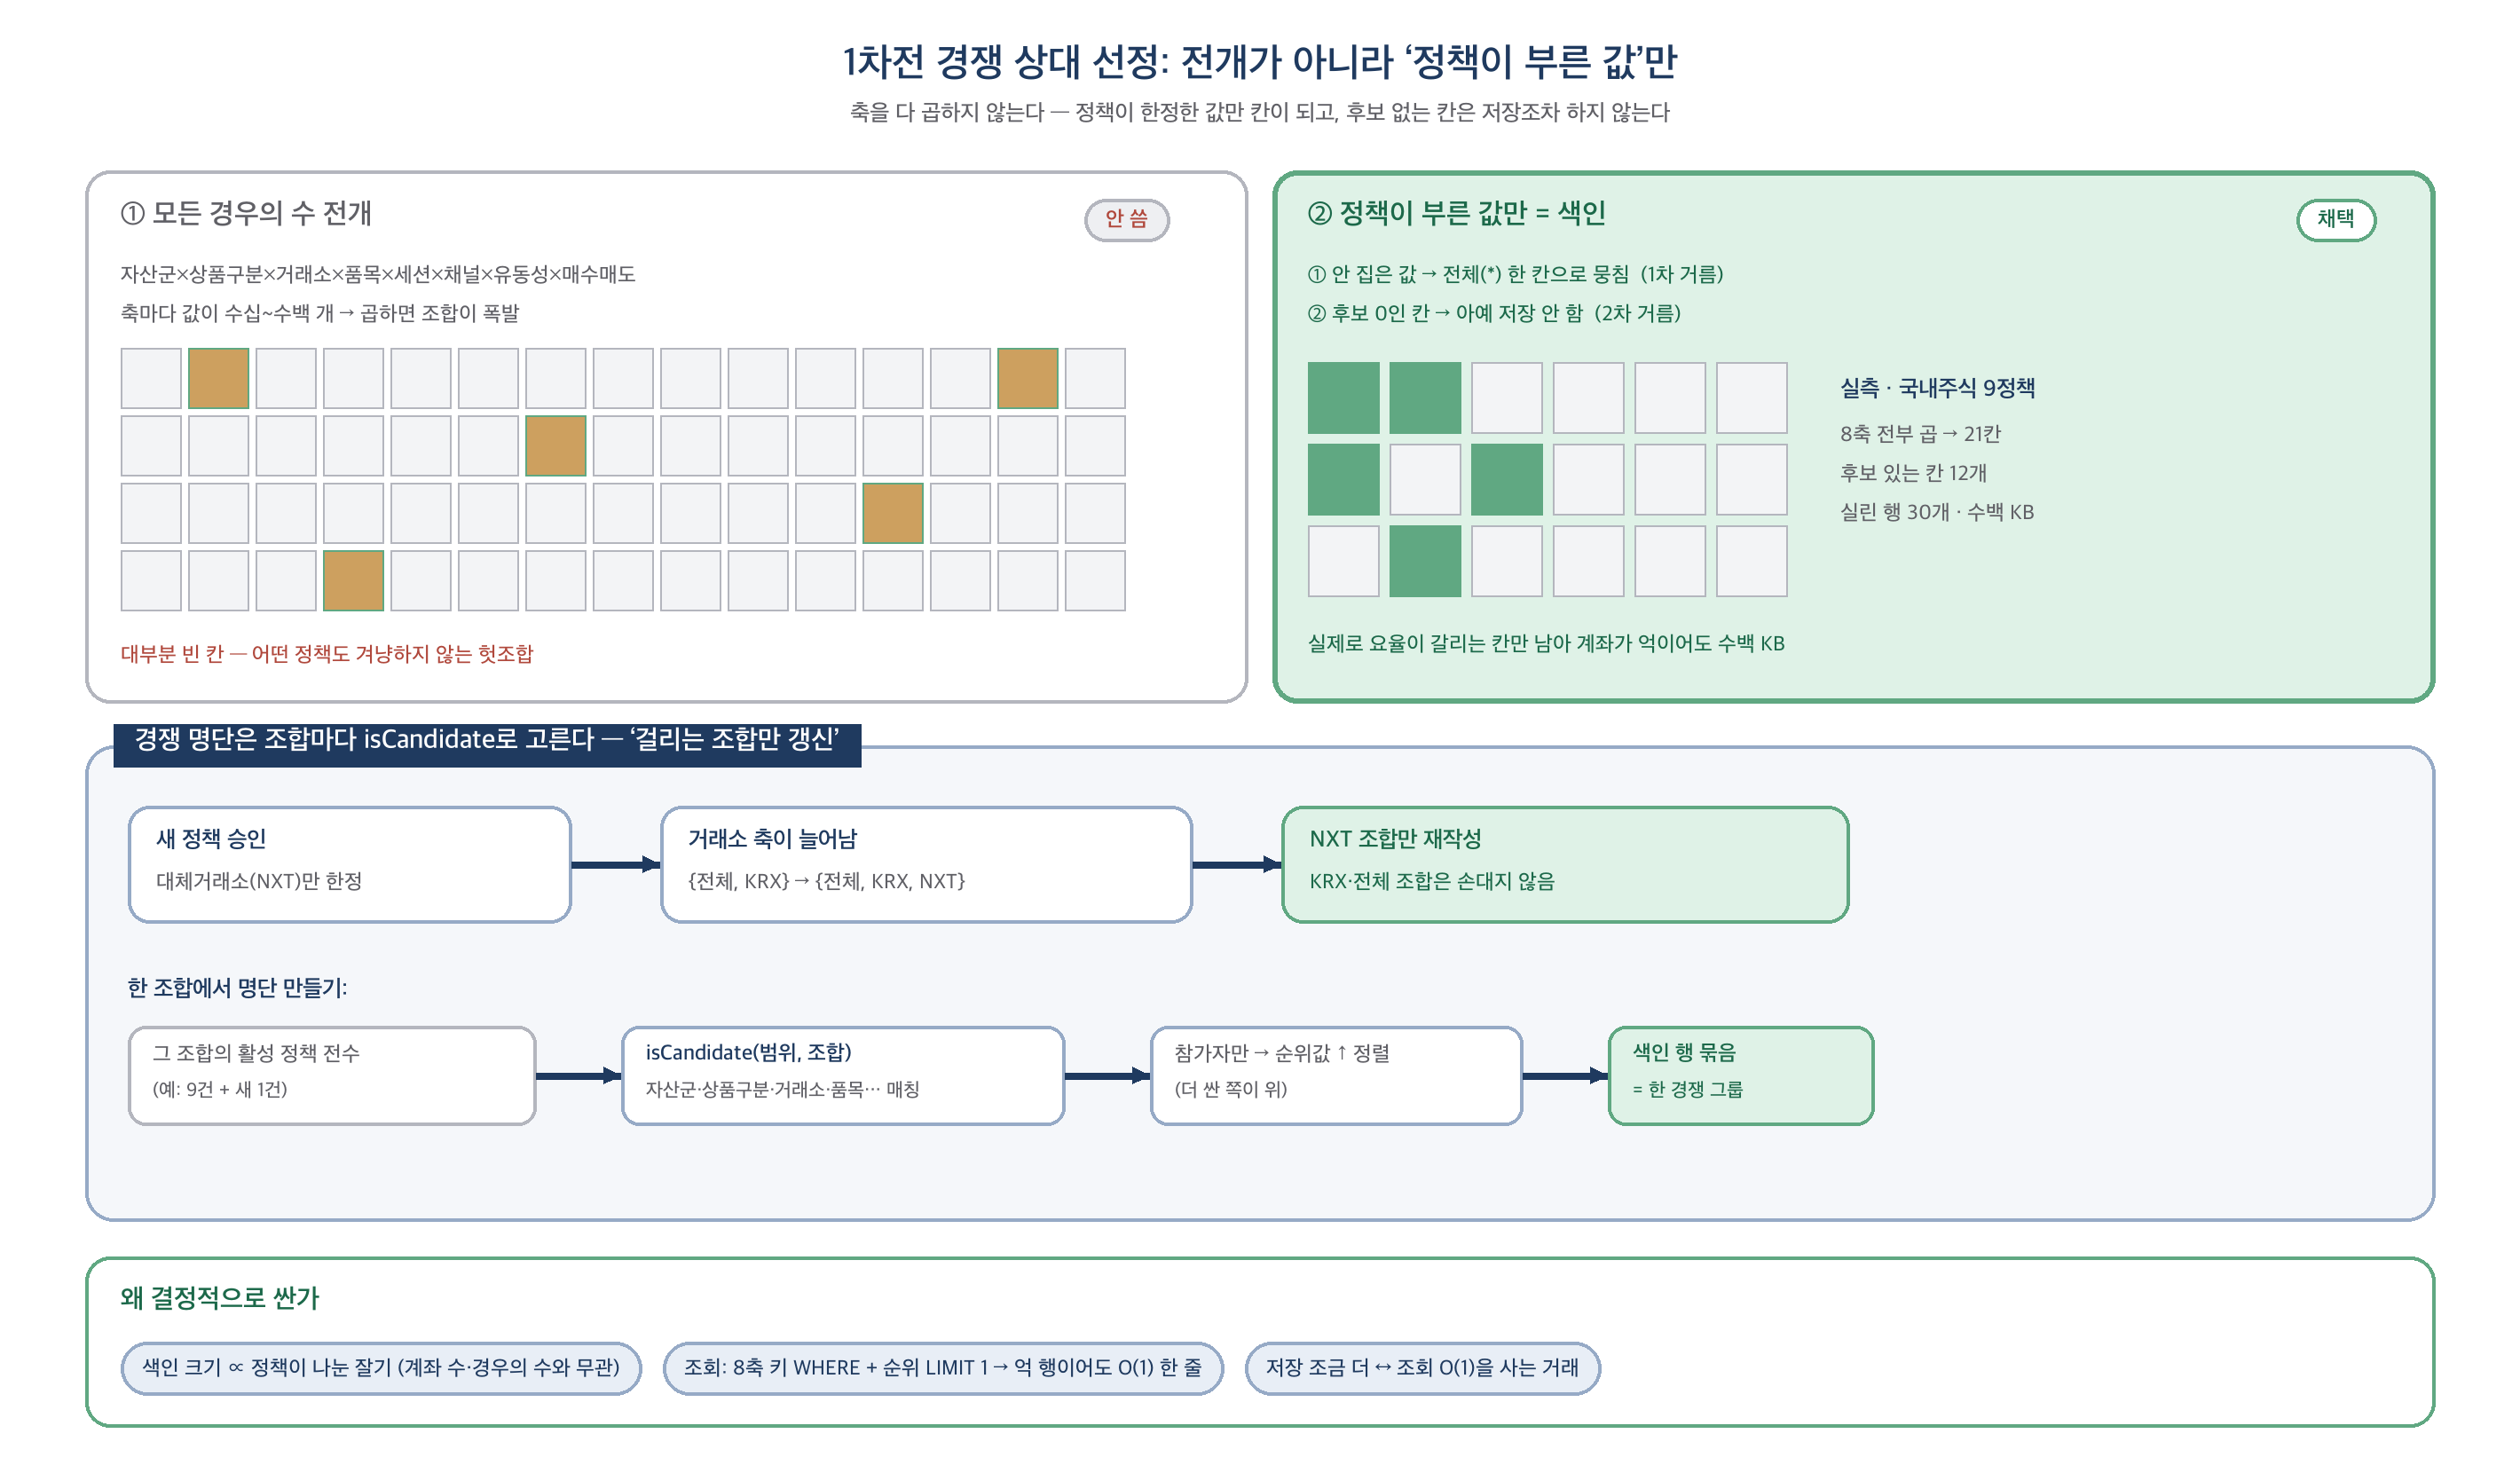 1차전 경쟁 상대 선정: 전개가 아니라 ‘정책이 부른 값’만
축을 다 곱하지 않는다 — 정책이 한정한 값만 칸이 되고, 후보 없는 칸은 저장조차 하지 않는다
① 모든 경우의 수 전개
안 씀
자산군×상품구분×거래소×품목×세션×채널×유동성×매수매도
축마다 값이 수십~수백 개 → 곱하면 조합이 폭발
대부분 빈 칸 — 어떤 정책도 겨냥하지 않는 헛조합
② 정책이 부른 값만 = 색인
채택
① 안 집은 값 → 전체(*) 한 칸으로 뭉침 (1차 거름)
② 후보 0인 칸 → 아예 저장 안 함 (2차 거름)
실측 · 국내주식 9정책
8축 전부 곱 → 21칸
후보 있는 칸 12개
실린 행 30개 · 수백 KB
실제로 요율이 갈리는 칸만 남아 계좌가 억이어도 수백 KB
경쟁 명단은 조합마다 isCandidate로 고른다 — ‘걸리는 조합만 갱신’
새 정책 승인
대체거래소(NXT)만 한정
거래소 축이 늘어남
{전체, KRX} → {전체, KRX, NXT}
NXT 조합만 재작성
KRX·전체 조합은 손대지 않음
한 조합에서 명단 만들기:
그 조합의 활성 정책 전수
(예: 9건 + 새 1건)
isCandidate(범위, 조합)
자산군·상품구분·거래소·품목… 매칭
참가자만 → 순위값 ↑ 정렬
(더 싼 쪽이 위)
색인 행 묶음
= 한 경쟁 그룹
왜 결정적으로 싼가
색인 크기 ∝ 정책이 나눈 잘기 (계좌 수·경우의 수와 무관)
조회: 8축 키 WHERE + 순위 LIMIT 1 → 억 행이어도 O(1) 한 줄
저장 조금 더 ↔ 조회 O(1)을 사는 거래